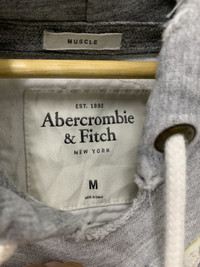 MUSCLE
EST. 1892
Abercrombie
& Fitch
NEW YORK
M